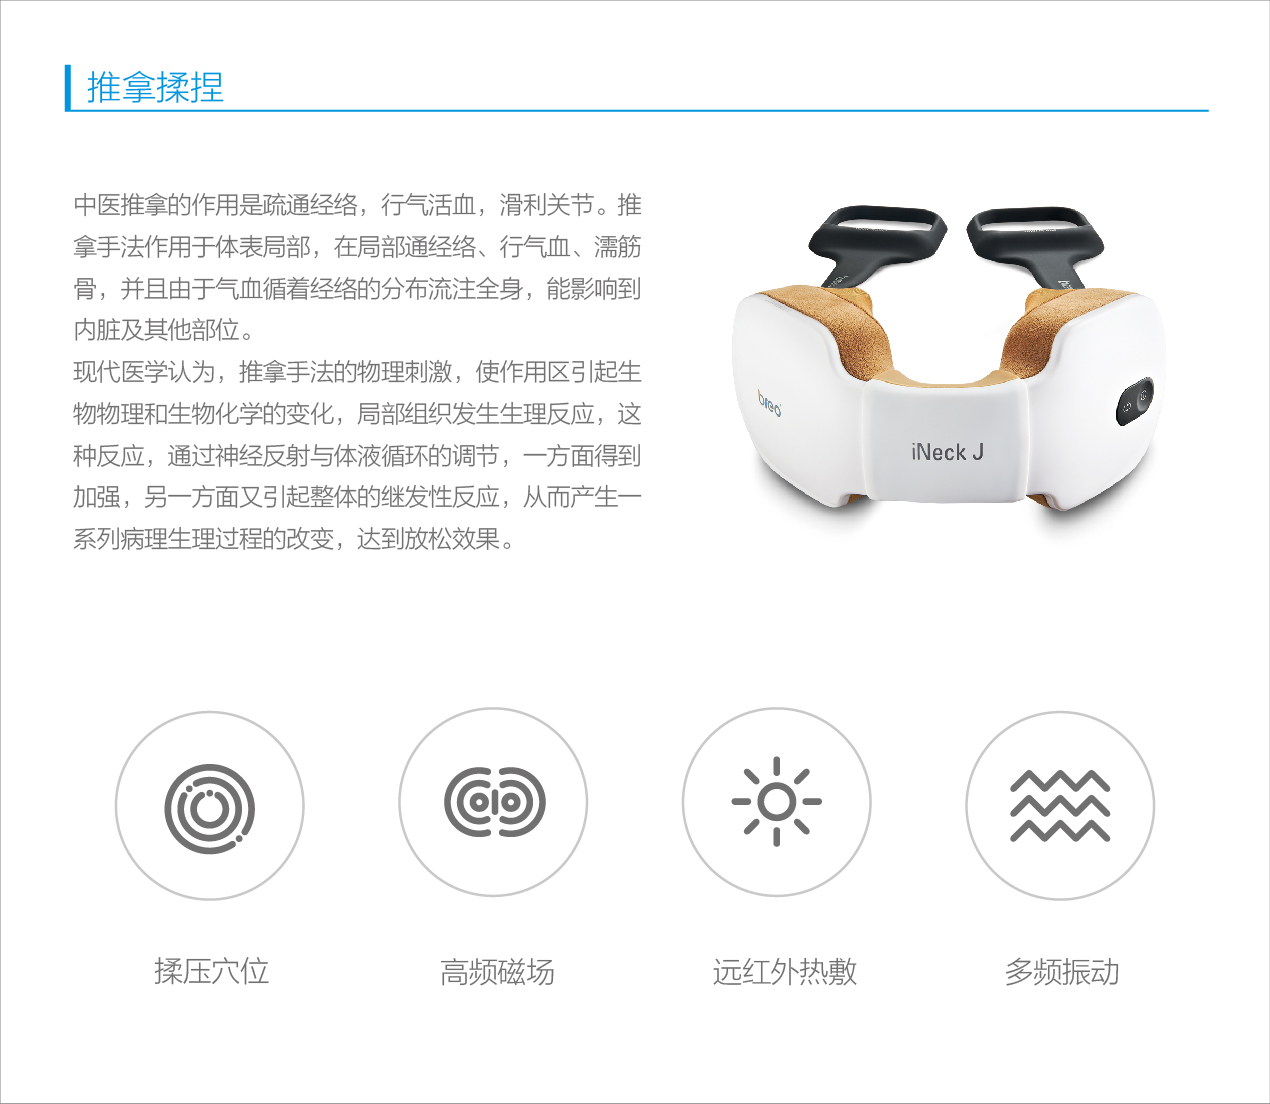 推拿揉捏
中医推拿的作用是疏通经络，行气活血，滑利关节。推
拿手法作用于体表局部，在局部通经络、行气血、濡筋
骨，并且由于气血循着经络的分布流注全身，能影响到
内脏及其他部位。
现代医学认为，推拿手法的物理刺激，使作用区引起生
物物理和生物化学的变化，局部组织发生生理反应，这
种反应，通过神经反射与体液循环的调节，一方面得到
加强，另一方面又引起整体的继发性反应，从而产生一
系列病理生理过程的改变，达到放松效果。
breo
iNeck J
揉压穴位
高频磁场
远红外热敷
多频振动